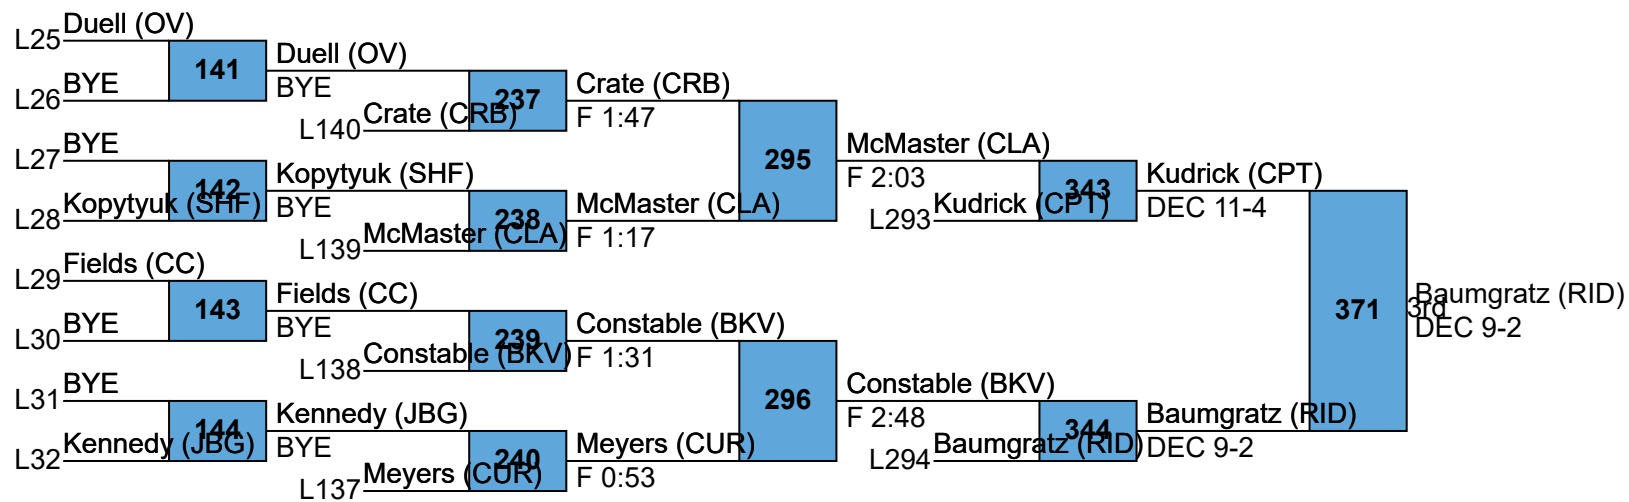 Duell (OV)
L25
141
BYE
L26
Duell (OV)
BYE
237
Crate (CRB)
L140
BYE
L27
142
Kopytyuk (SHF)
L28
Kopytyuk (SHF)
BYE
238
McMaster (CLA)
L139
Crate (CRB)
F 1:47
295
McMaster (CLA)
F 1:17
Fields (CC)
L29
143
BYE
L30
Fields (CC)
BYE
239
Constable (BKV)
L138
BYE
L31
144
Kennedy (JBG)
L32
Kennedy (JBG)
BYE
240
Meyers (CUR)
L137
Constable (BKV)
F 1:31
296
Meyers (CUR)
F 0:53
McMaster (CLA)
F 2:03
343
Kudrick (CPT)
L293
Constable (BKV)
F 2:48
344
Baumgratz (RID)
L294
Kudrick (CPT)
DEC 11-4
371
Baumgratz (RID)
DEC 9-2
Baumgratz (RID)
3rd
DEC 9-2